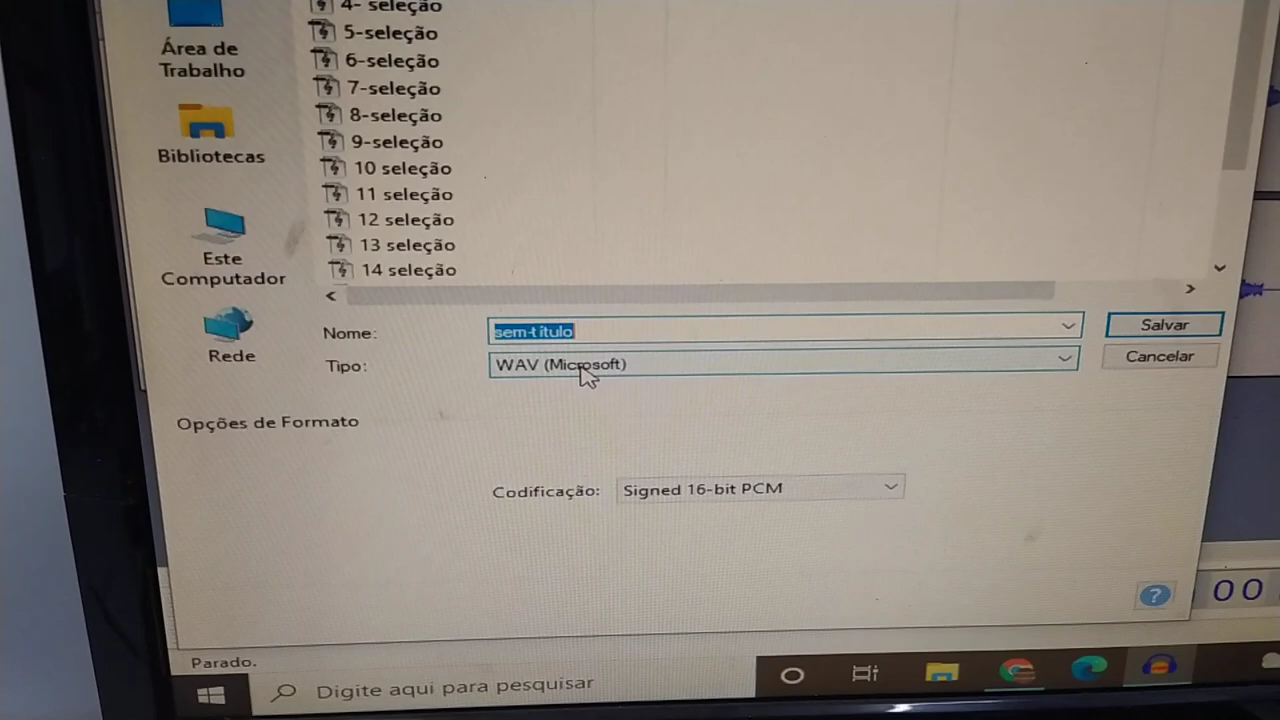 4- seleção
5-seleção
6-seleção
7-seleção
8-seleção
9-seleção
10 seleção
11 seleção
12 seleção
13 seleção
14 seleção
Área de
Trabalho
Bibliotecas
Este
Computador
Rede
Nome: sem-título Salvar
Tipo: WAV (Microsoft) Cancelar
Opções de Formato
Codificação: Signed 16-bit PCM
?
00
Parado.
Digite aqui para pesquisar